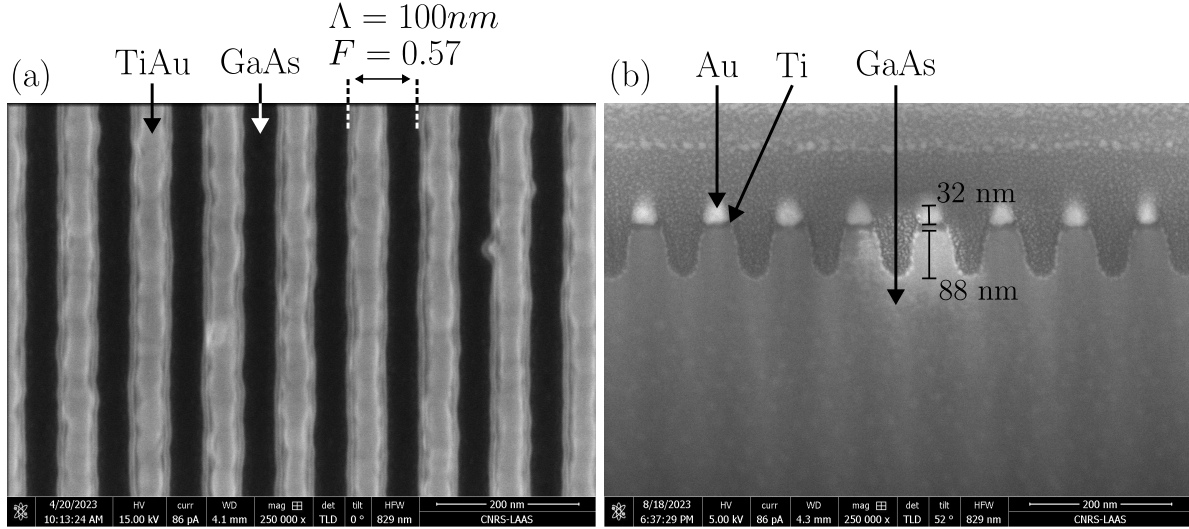 Λ = 100nm
F = 0.57
(a) TiAu GaAs
4/20/2023 10:13:24 AM HV 15.00 kV curr 86 pA WD 4.1 mm mag 250 000 x det TLD tilt 0 ° HFW 829 nm 200 nm CNRS-LAAS
(b) Au Ti GaAs
32 nm
88 nm
8/18/2023 6:37:29 PM HV 5.00 kV curr 86 pA WD 4.3 mm mag 250 000 x det TLD tilt 52 ° HFW 829 nm 200 nm CNRS-LAAS